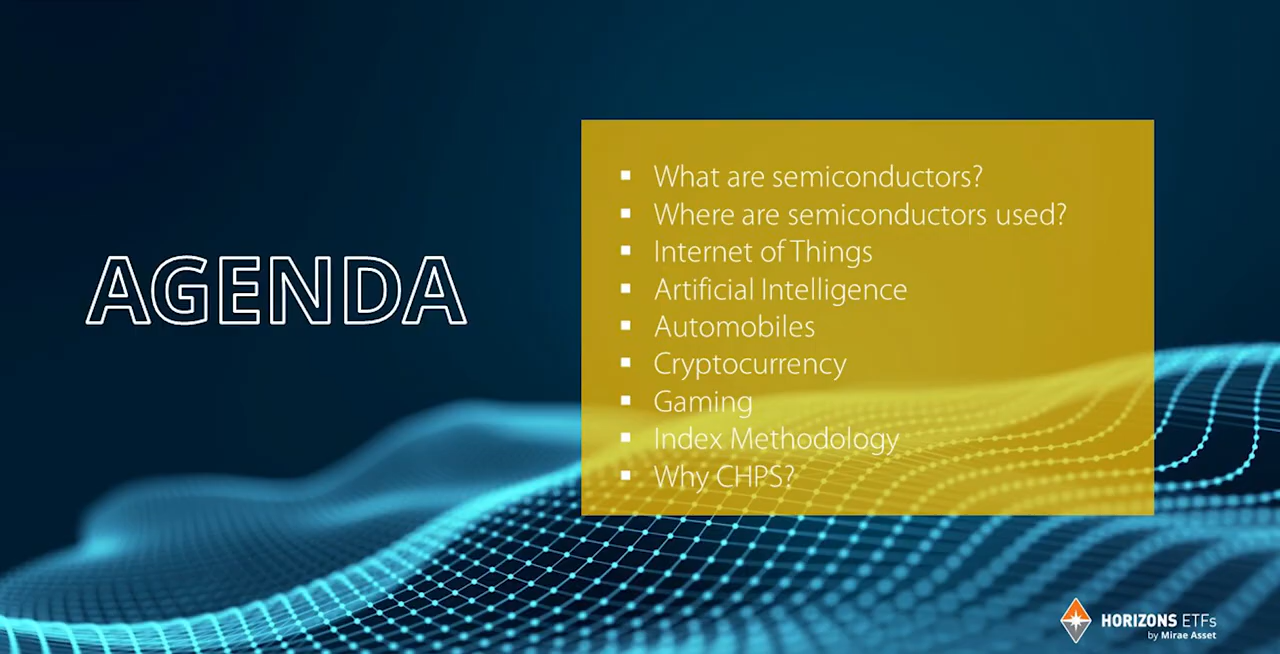 AGENDA
▪ What are semiconductors?
▪ Where are semiconductors used?
▪ Internet of Things
▪ Artificial Intelligence
▪ Automobiles
▪ Cryptocurrency
▪ Gaming
▪ Index Methodology
▪ Why CHPS?
HORIZONS ETFs
by Mirae Asset